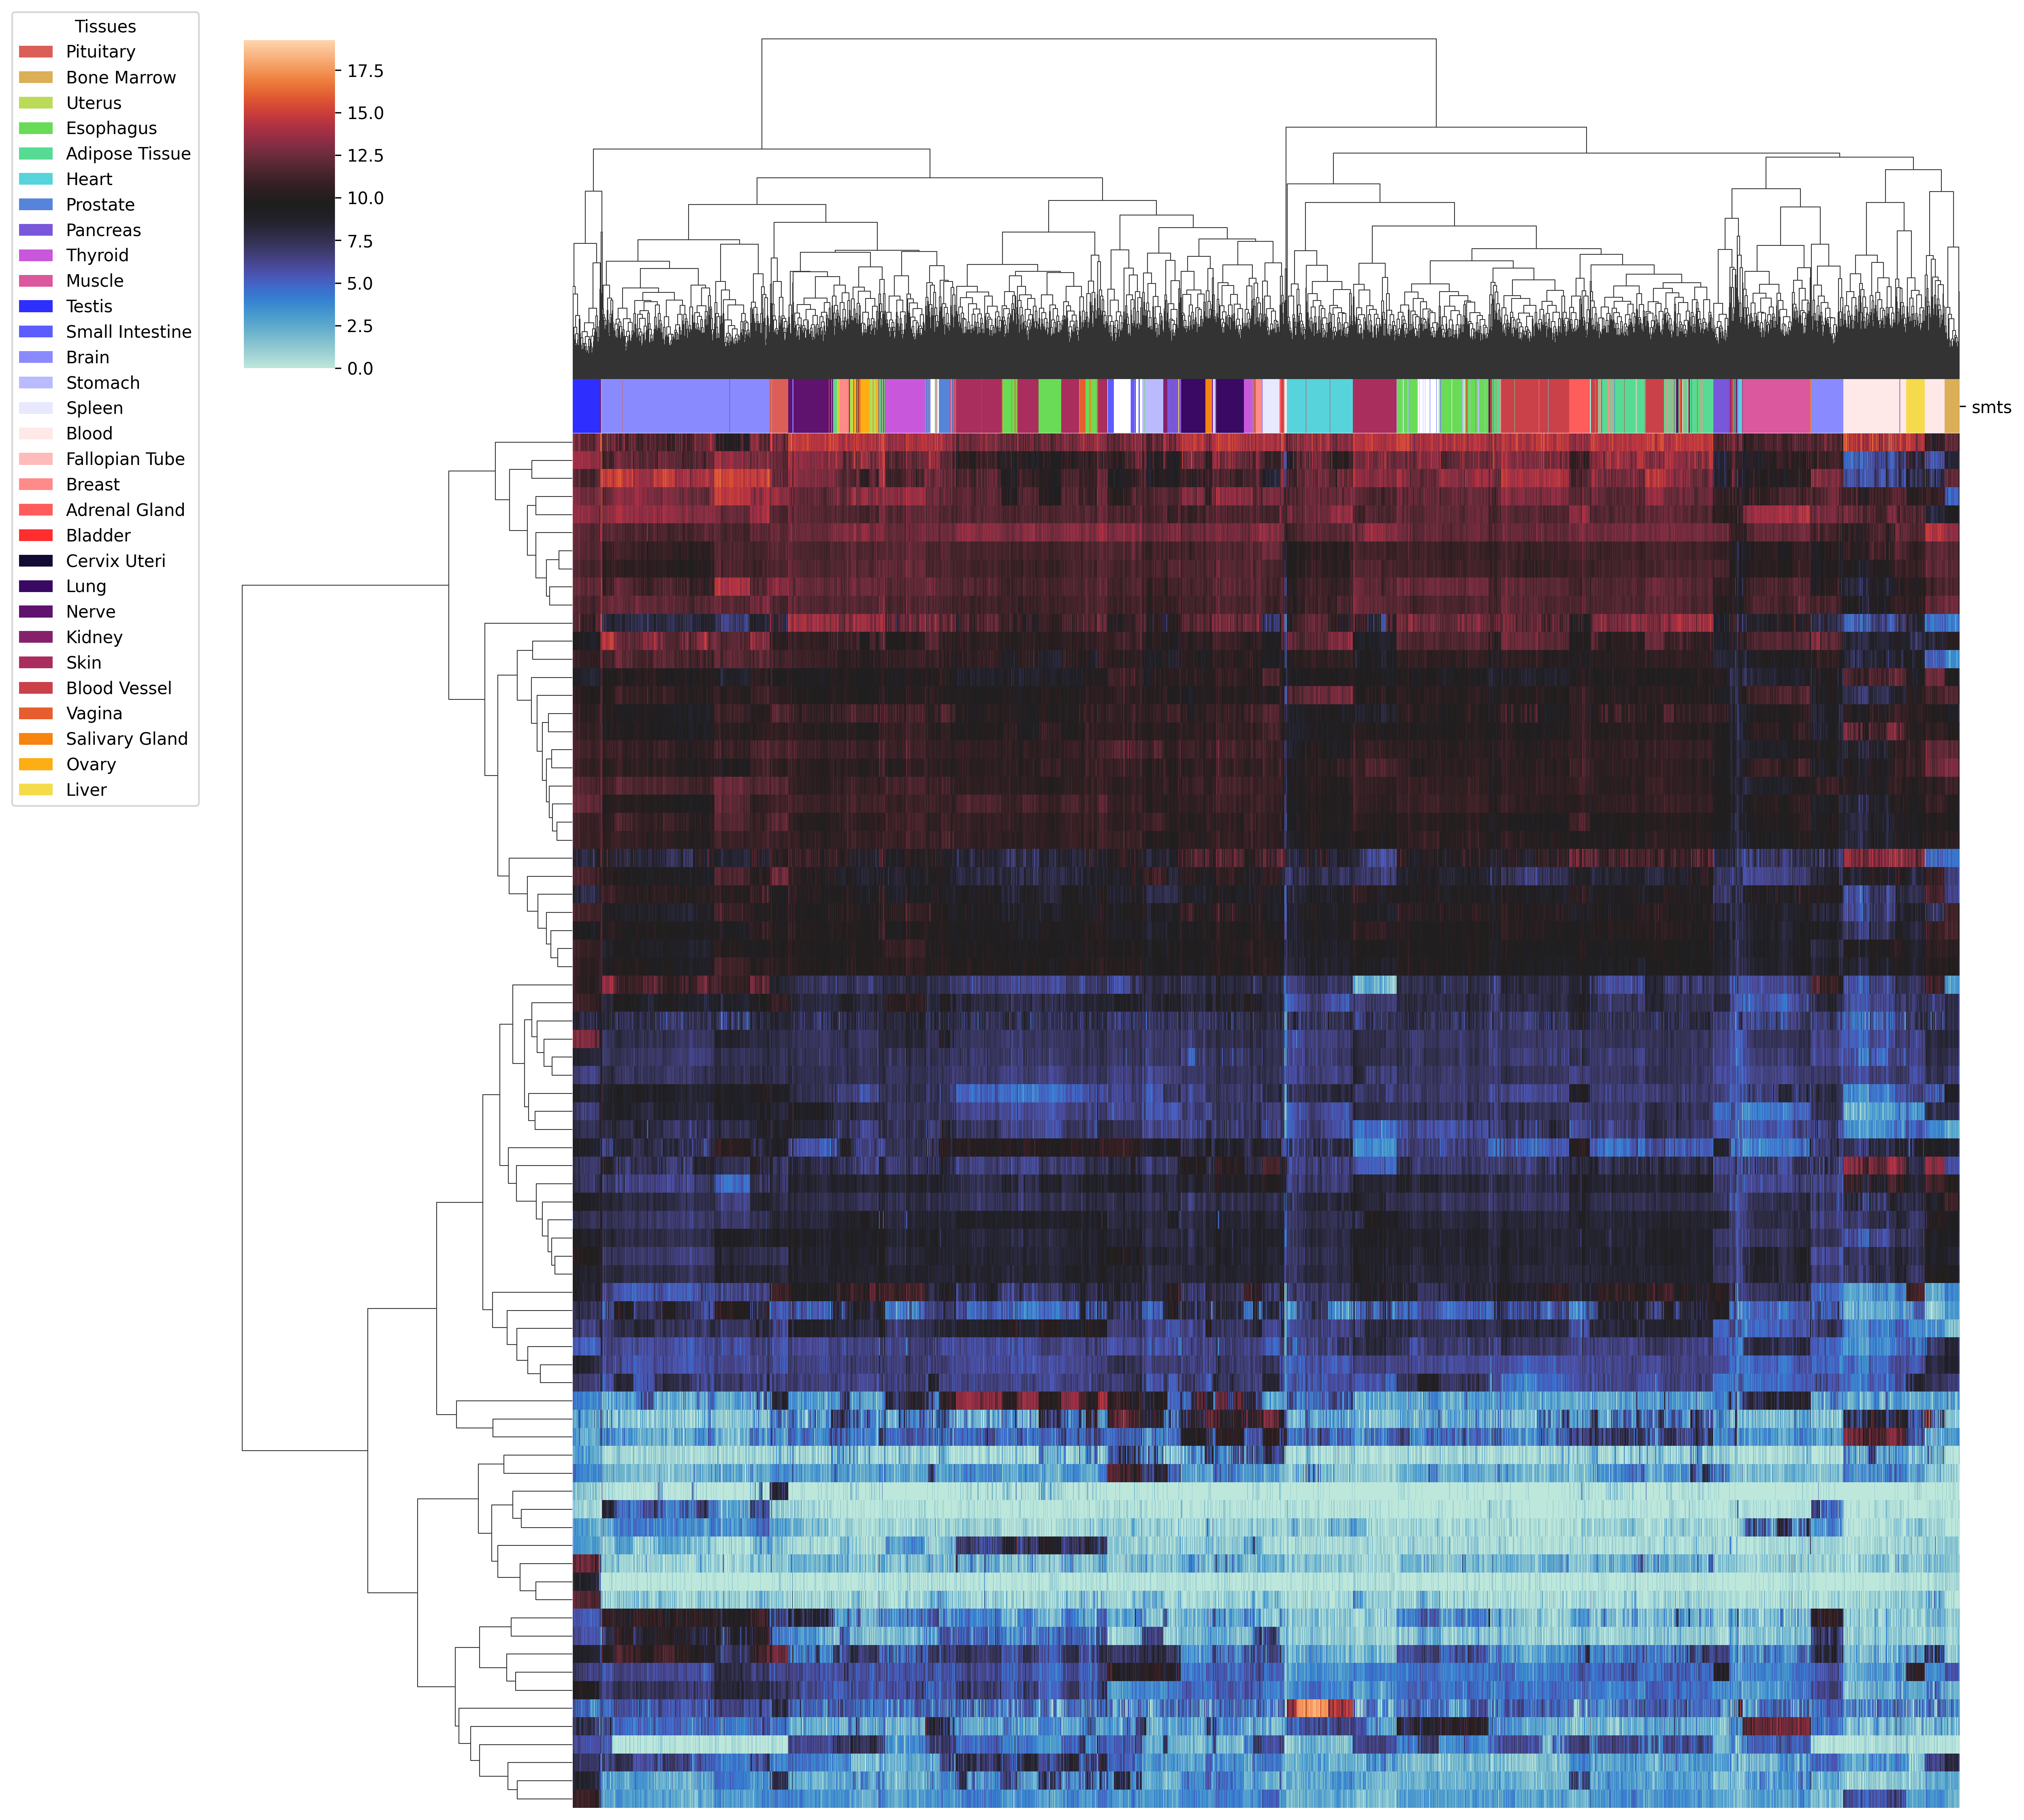 Tissues
Pituitary
Bone Marrow
Uterus
Esophagus
Adipose Tissue
Heart
Prostate
Pancreas
Thyroid
Muscle
Testis
Small Intestine
Brain
Stomach
Spleen
Blood
Fallopian Tube
Breast
Adrenal Gland
Bladder
Cervix Uteri
Lung
Nerve
Kidney
Skin
Blood Vessel
Vagina
Salivary Gland
Ovary
Liver
17.5
15.0
12.5
10.0
7.5
5.0
2.5
0.0
smts